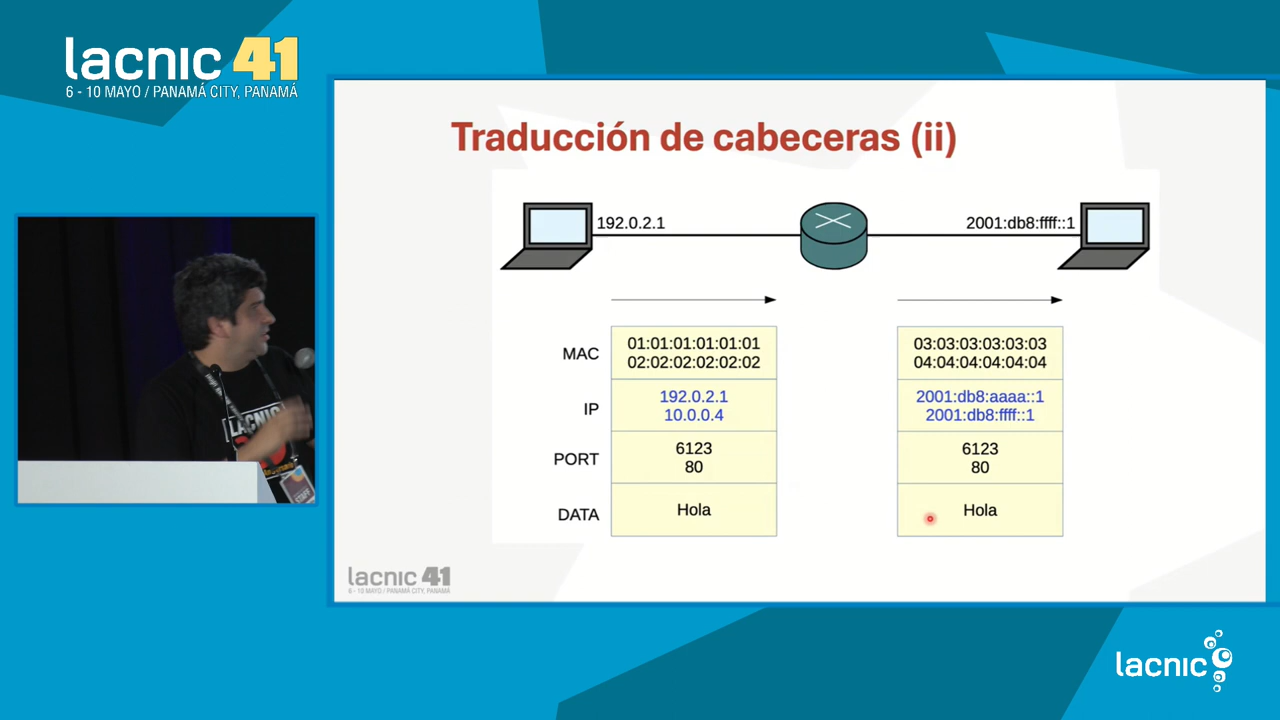 lacnic 41
6 - 10 MAYO / PANAMÁ CITY, PANAMÁ
Traducción de cabeceras (ii)
192.0.2.1
2001:db8:ffff::1
MAC
01:01:01:01:01:01
02:02:02:02:02:02
03:03:03:03:03:03
04:04:04:04:04:04
IP
192.0.2.1
10.0.0.4
2001:db8:aaaa::1
2001:db8:ffff::1
PORT
6123
80
6123
80
DATA
Hola
Hola
lacnic 41
6 - 10 MAYO / PANAMÁ CITY, PANAMÁ
LACNIC
STAFF
lacnic